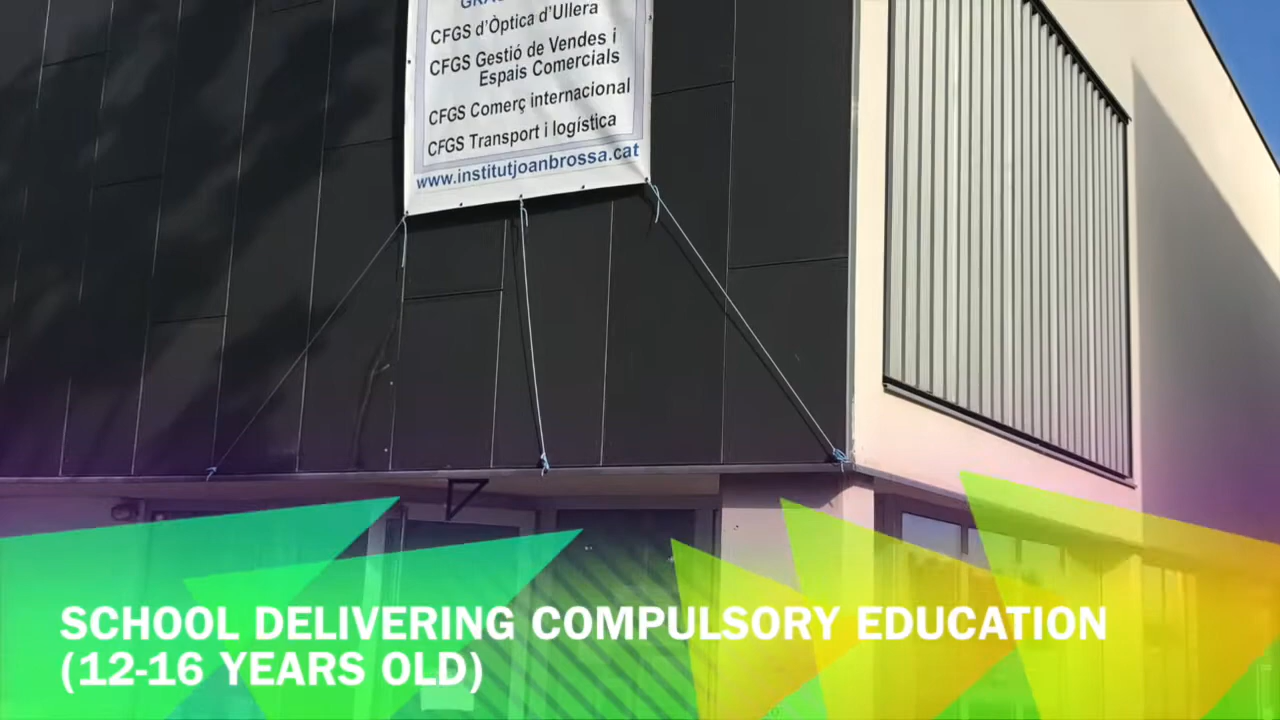 CFGS d'Òptica d'Ullera
CFGS Gestió de Vendes i
Espais Comercials
CFGS Comerç internacional
CFGS Transport i logística
www.institutjoanbrossa.cat
SCHOOL DELIVERING COMPULSORY EDUCATION
(12-16 YEARS OLD)